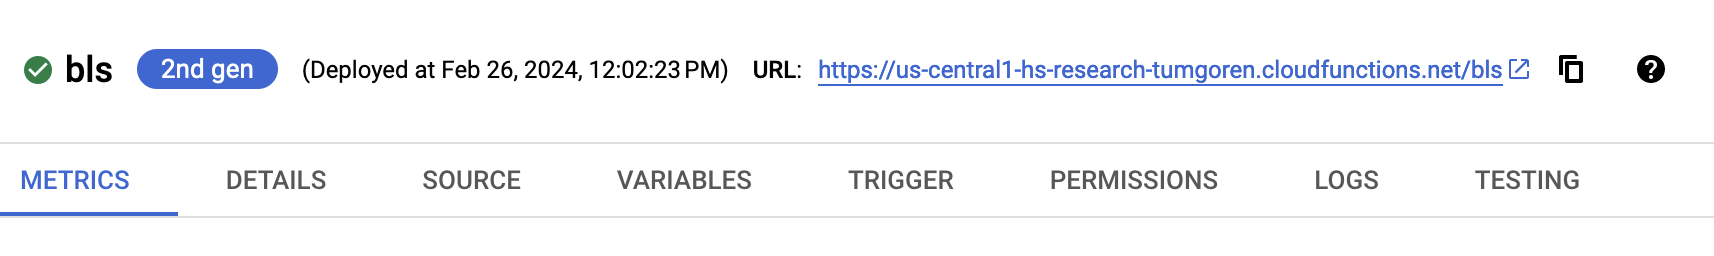 bls 2nd gen (Deployed at Feb 26, 2024, 12:02:23 PM) URL: https://us-central1-hs-research-tumgoren.cloudfunctions.net/bls
METRICS DETAILS SOURCE VARIABLES TRIGGER PERMISSIONS LOGS TESTING